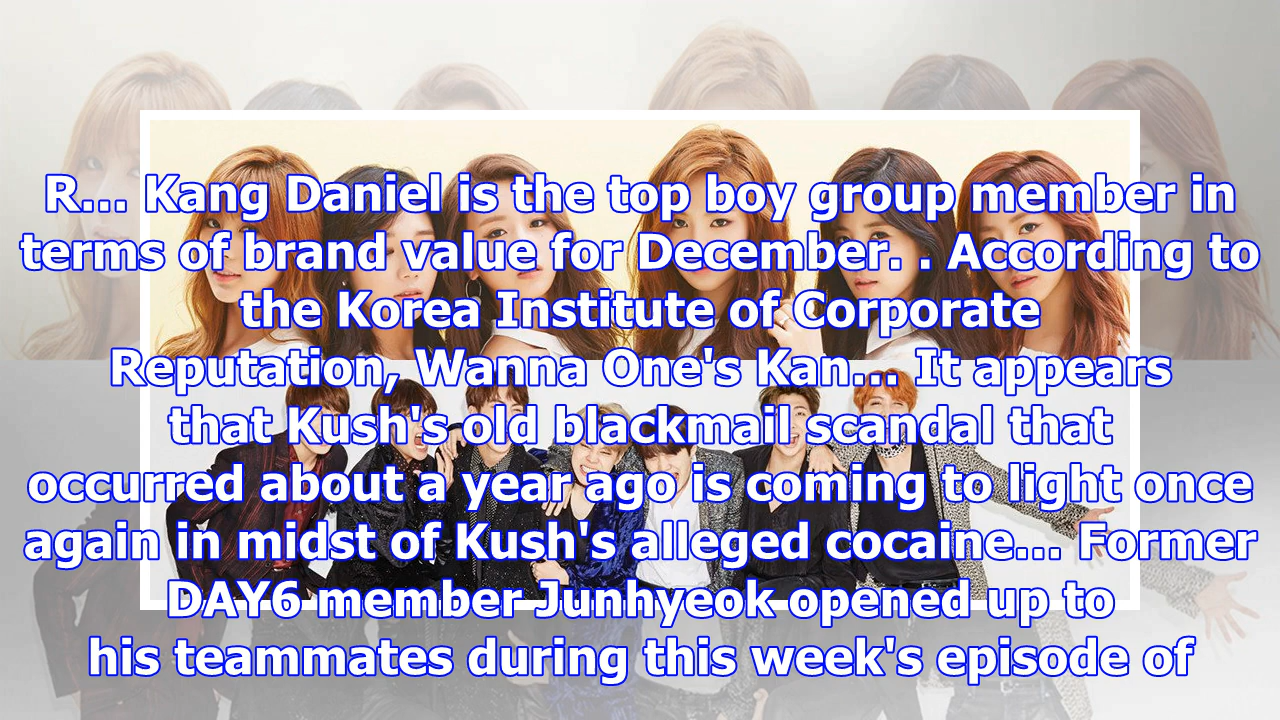 R... Kang Daniel is the top boy group member in
terms of brand value for December. . According to
the Korea Institute of Corporate
Reputation, Wanna One's Kan... It appears
that Kush's old blackmail scandal that
occurred about a year ago is coming to light once
again in midst of Kush's alleged cocaine... Former
DAY6 member Junhyeok opened up to
his teammates during this week's episode of